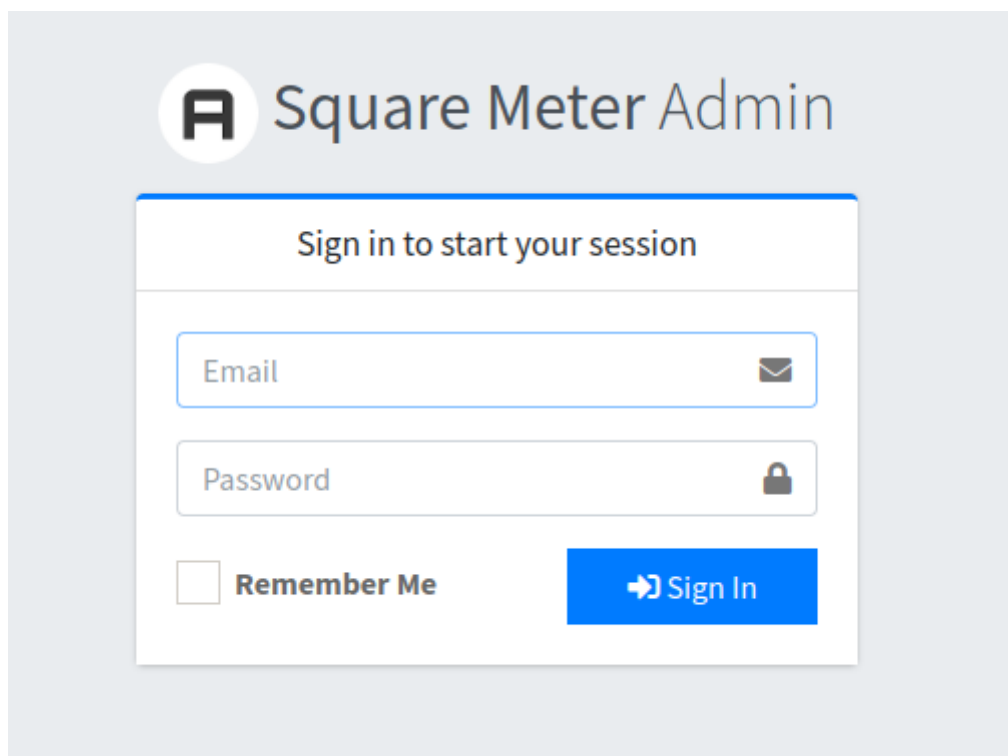 Square Meter Admin
Sign in to start your session
Email
Password
Remember Me
Sign In